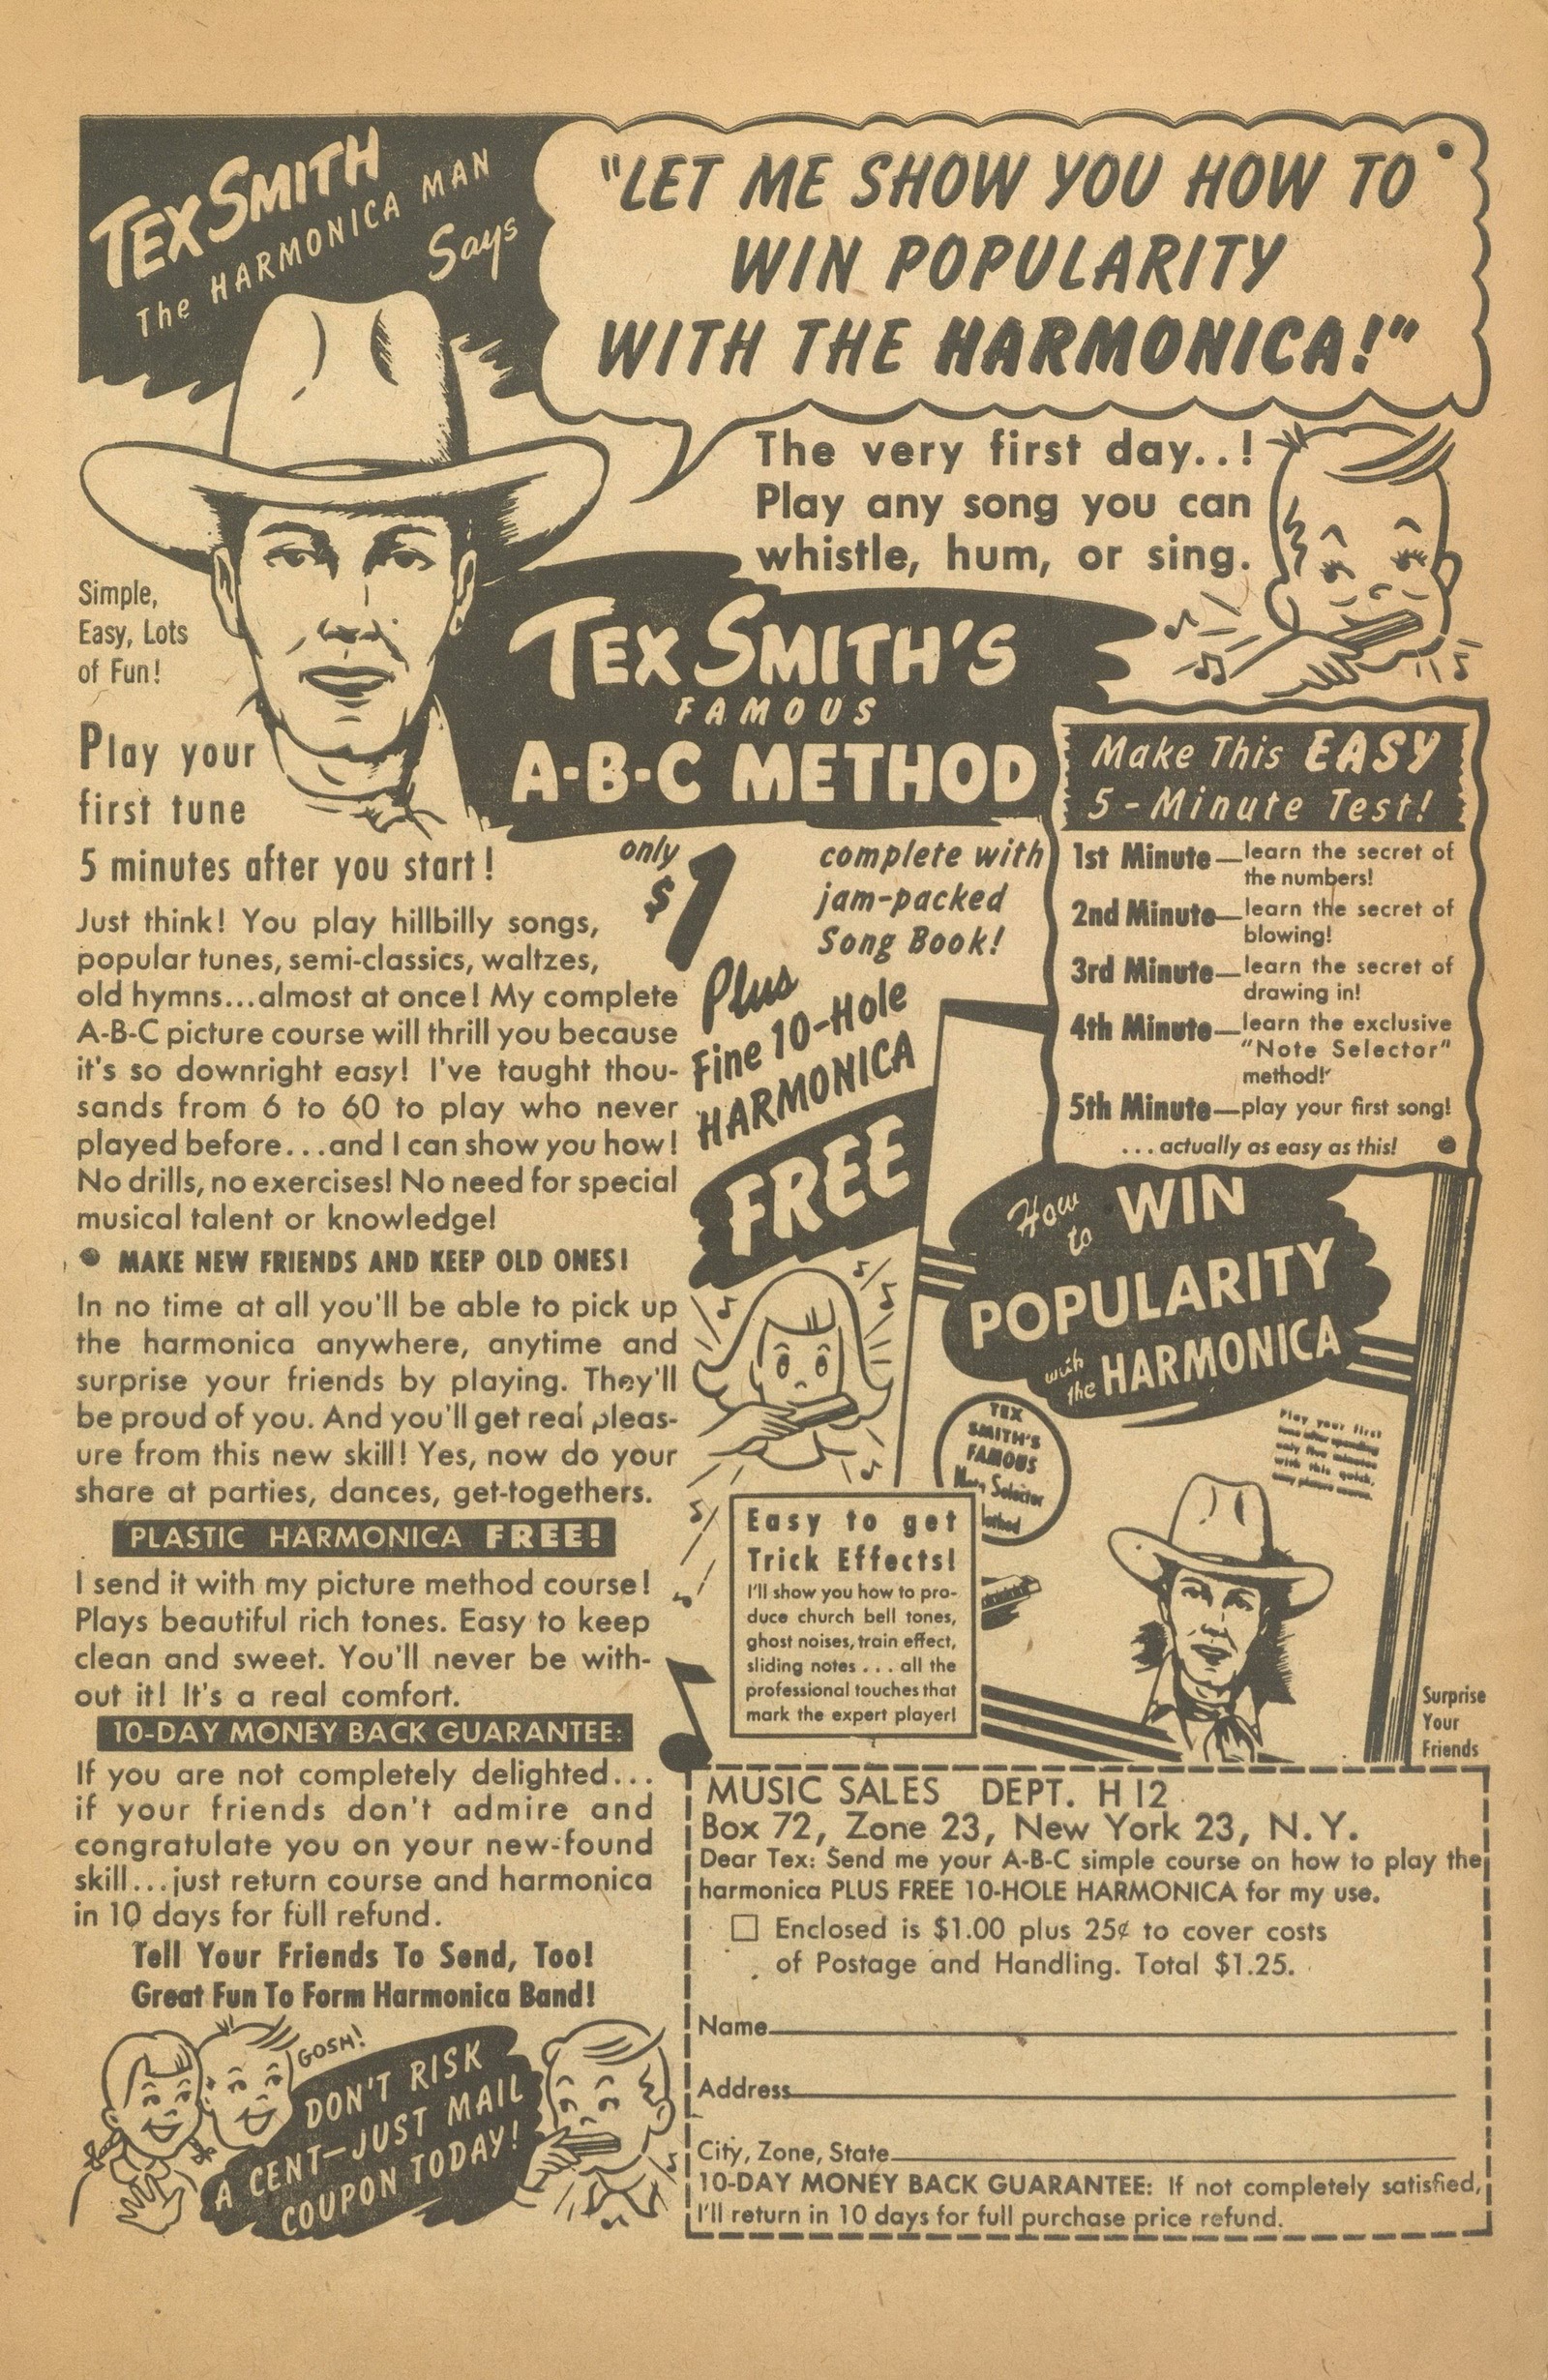 TEX SMITH
The HARMONICA MAN
Says
"LET ME SHOW YOU HOW TO
WIN POPULARITY
WITH THE HARMONICA!"
The very first day..!
Play any song you can
whistle, hum, or sing.
Simple,
Easy, Lots
of Fun!
Play your
first tune
5 minutes after you start!
TEX SMITH'S
FAMOUS
A-B-C METHOD
only
$1
complete with
jam-packed
Song Book!
Plus
Fine 10-Hole
HARMONICA
FREE
Just think! You play hillbilly songs,
popular tunes, semi-classics, waltzes,
old hymns...almost at once! My complete
A-B-C picture course will thrill you because
it's so downright easy! I've taught thou-
sands from 6 to 60 to play who never
played before...and I can show you how!
No drills, no exercises! No need for special
musical talent or knowledge!
MAKE NEW FRIENDS AND KEEP OLD ONES!
In no time at all you'll be able to pick up
the harmonica anywhere, anytime and
surprise your friends by playing. They'll
be proud of you. And you'll get real pleas-
ure from this new skill! Yes, now do your
share at parties, dances, get-togethers.
PLASTIC HARMONICA FREE!
I send it with my picture method course!
Plays beautiful rich tones. Easy to keep
clean and sweet. You'll never be with-
out it! It's a real comfort.
10-DAY MONEY BACK GUARANTEE:
If you are not completely delighted...
if your friends don't admire and
congratulate you on your new-found
skill...just return course and harmonica
in 10 days for full refund.
Tell Your Friends To Send, Too!
Great Fun To Form Harmonica Band!
GOSH!
DON'T RISK
A CENT—JUST MAIL
COUPON TODAY!
Make This EASY
5-Minute Test!
1st Minute—learn the secret of
the numbers!
2nd Minute—learn the secret of
blowing!
3rd Minute—learn the secret of
drawing in!
4th Minute—learn the exclusive
"Note Selector"
method!
5th Minute—play your first song!
...actually as easy as this!
How
to WIN
POPULARITY
with
the HARMONICA
TEX
SMITH'S
FAMOUS
Selector
Play your first
tune after spending
only five minutes
with this quick,
easy picture course.
Easy to get
Trick Effects!
I'll show you how to pro-
duce church bell tones,
ghost noises, train effect,
sliding notes . . . all the
professional touches that
mark the expert player!
Surprise
Your
Friends
MUSIC SALES DEPT. H 12
Box 72, Zone 23, New York 23, N.Y.
Dear Tex: Send me your A-B-C simple course on how to play the
harmonica PLUS FREE 10-HOLE HARMONICA for my use.
Enclosed is $1.00 plus 25¢ to cover costs
of Postage and Handling. Total $1.25.
Name
Address
City, Zone, State
10-DAY MONEY BACK GUARANTEE: If not completely satisfied,
I'll return in 10 days for full purchase price refund.